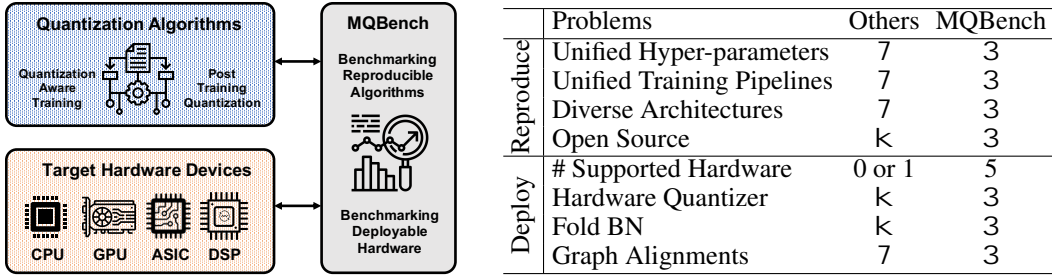 Quantization Algorithms
Quantization
Aware
Training
Post
Training
Quantization
Target Hardware Devices
CPU GPU ASIC DSP
MQBench
Benchmarking
Reproducible
Algorithms
Benchmarking
Deployable
Hardware
Problems Others MQBench
Reproduce
Unified Hyper-parameters 7 3
Unified Training Pipelines 7 3
Diverse Architectures 7 3
Open Source k 3
Deploy
# Supported Hardware 0 or 1 5
Hardware Quantizer k 3
Fold BN k 3
Graph Alignments 7 3